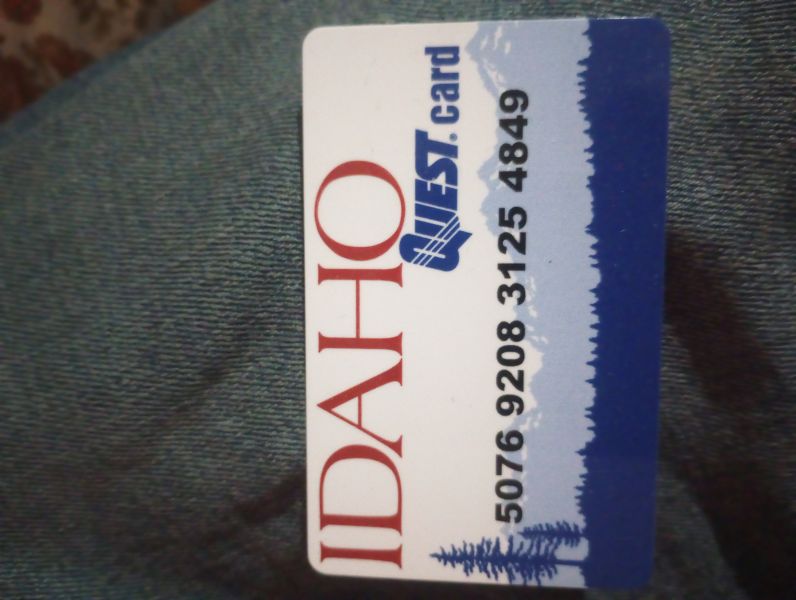 IDAHO
QUEST. card
5076 9208 3125 4849